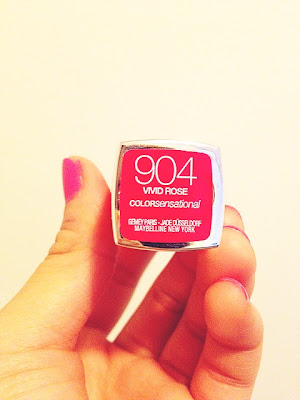 904
VIVID ROSE
COLORsensational
GEMEY PARIS - JADE DÜSSELDORF
MAYBELLINE NEW YORK